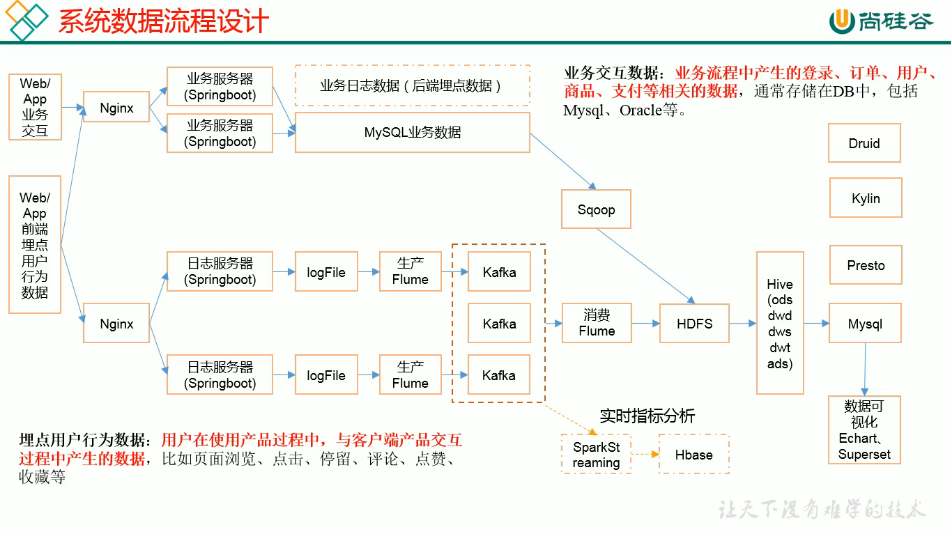 系统数据流程设计
尚硅谷
Web/
App
业务
交互
Nginx
业务服务器
(Springboot)
业务服务器
(Springboot)
业务日志数据（后端埋点数据）
MySQL业务数据
业务交互数据：业务流程中产生的登录、订单、用户、
商品、支付等相关的数据，通常存储在DB中，包括
Mysql、Oracle等。
Web/
App
前端
埋点
用户
行为
数据
Nginx
日志服务器
(Springboot)
logFile
生产
Flume
Kafka
Kafka
日志服务器
(Springboot)
logFile
生产
Flume
Kafka
Sqoop
消费
Flume
HDFS
Hive
(ods
dwd
dws
dwt
ads)
Druid
Kylin
Presto
Mysql
数据可
视化
Echart、
Superset
实时指标分析
SparkSt
reaming
Hbase
埋点用户行为数据：用户在使用产品过程中，与客户端产品交互
过程中产生的数据，比如页面浏览、点击、停留、评论、点赞、
收藏等
让天下没有难学的技术